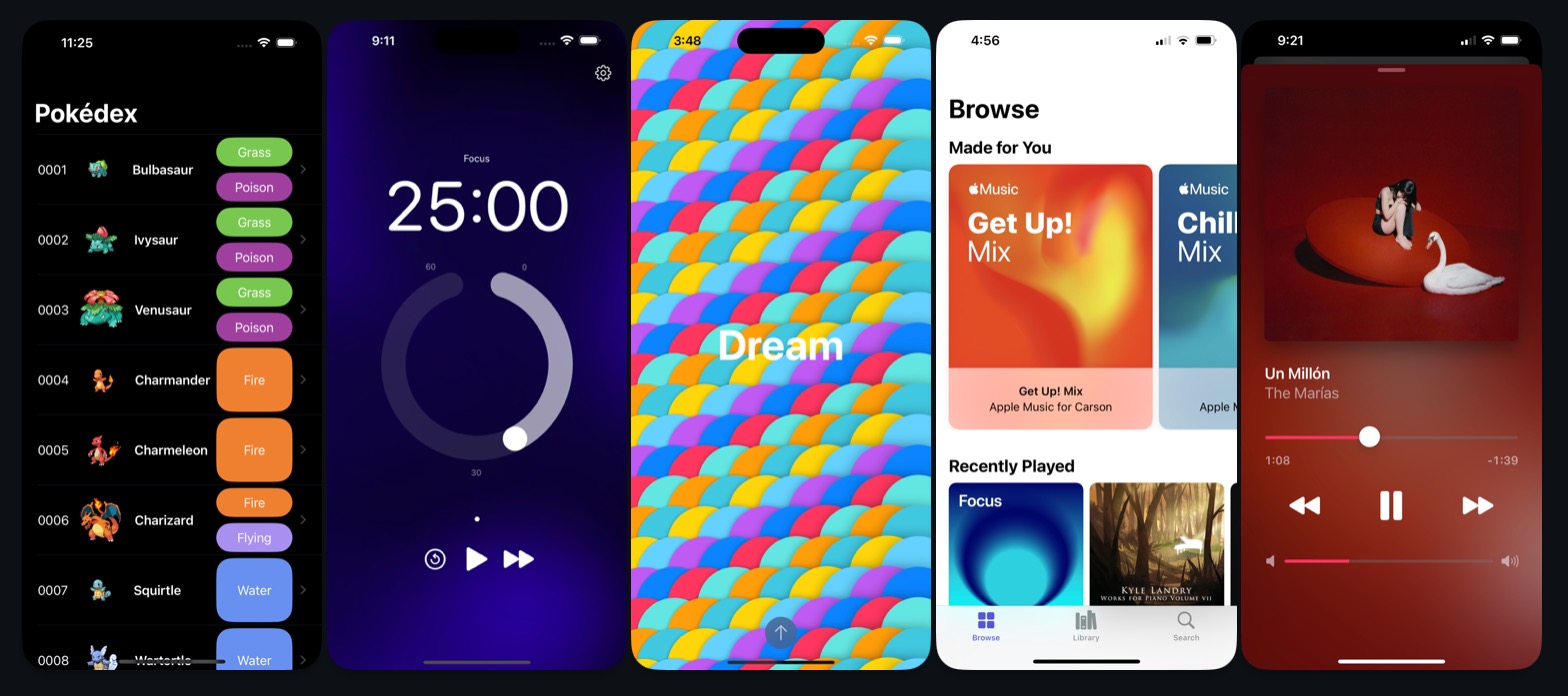 11:25
Pokédex
0001
Bulbasaur
Grass
Poison
0002
Ivysaur
Grass
Poison
0003
Venusaur
Grass
Poison
0004
Charmander
Fire
0005
Charmeleon
Fire
0006
Charizard
Fire
Flying
0007
Squirtle
Water
0008
Wartortle
Water
9:11
Focus
25:00
60
0
30
3:48
Dream
4:56
Browse
Made for You
Music
Get Up!
Mix
Get Up! Mix
Apple Music for Carson
Music
Chill
Mix
Apple M
Recently Played
Focus
KYLE LANDRY
WORKS FOR PIANO VOLUME VII
Browse
Library
Search
9:21
Un Millón
The Marías
1:08
-1:39